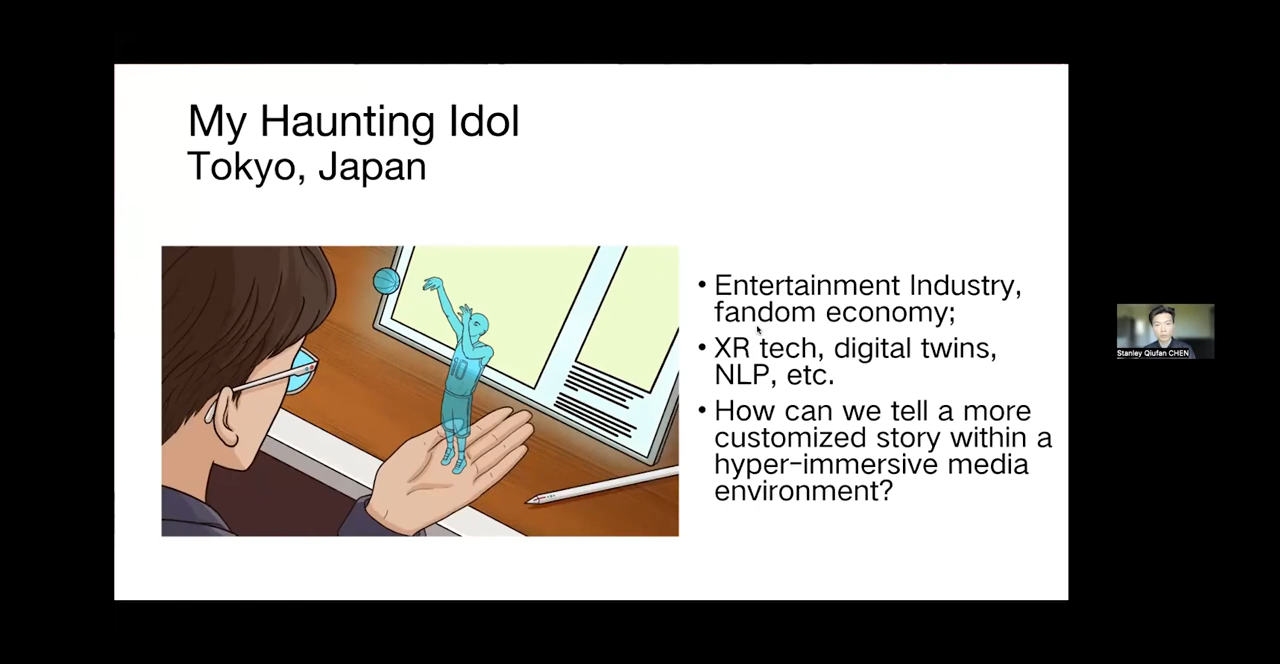 My Haunting Idol
Tokyo, Japan
• Entertainment Industry,
fandom economy;
• XR tech, digital twins,
NLP, etc.
• How can we tell a more
customized story within a
hyper-immersive media
environment?
10
Stanley Qiufan CHEN